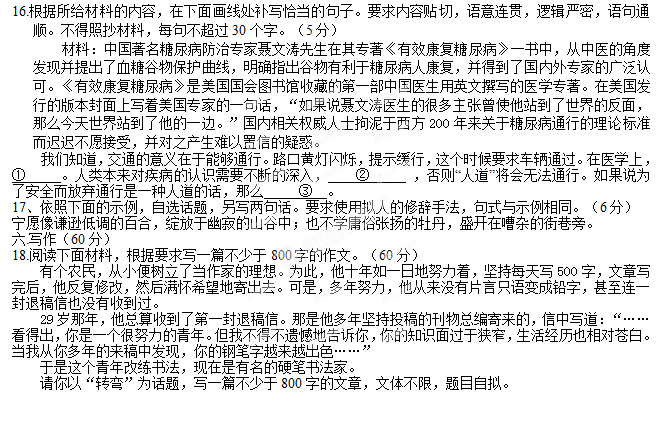 16.根据所给材料的内容，在下面画线处补写恰当的句子。要求内容贴切，语意连贯，逻辑严密，语句通
顺。不得照抄材料，每句不超过30个字。（5分）
材料：中国著名糖尿病防治专家聂文涛先生在其专著《有效康复糖尿病》一书中，从中医的角度
发现并提出了血糖谷物保护曲线，明确指出谷物有利于糖尿病人康复，并得到了国内外专家的广泛认
可。《有效康复糖尿病》是美国国会图书馆收藏的第一部中国医生用英文撰写的医学专著。在美国发
行的版本封面上写着美国专家的一句话，“如果说聂文涛医生的很多主张曾使他站到了世界的反面，
那么今天世界站到了他的一边。”国内相关权威人士拘泥于西方200年来关于糖尿病通行的理论标准
而迟迟不愿接受，并对之产生难以置信的疑惑。
我们知道，交通的意义在于能够通行。路口黄灯闪烁，提示缓行，这个时候要求车辆通过。在医学上，
①。人类本来对疾病的认识需要不断的深入，②，否则“人道”将会无法通行。如果说为
了安全而放弃通行是一种人道的话，那么③。
17、依照下面的示例，自选话题，另写两句话。要求使用拟人的修辞手法，句式与示例相同。（6分）
宁愿像谦逊低调的百合，绽放于幽寂的山谷中；也不学庸俗张扬的牡丹，盛开在嘈杂的街巷旁。
六.写作（60分）
18.阅读下面材料，根据要求写一篇不少于800字的作文。（60分）
有个农民，从小便树立了当作家的理想。为此，他十年如一日地努力着，坚持每天写500字，文章写
完后，他反复修改，然后满怀希望地寄出去。可是，多年努力，他从来没有片言只语变成铅字，甚至连一
封退稿信也没有收到过。
29岁那年，他总算收到了第一封退稿信。那是他多年坚持投稿的刊物总编寄来的，信中写道：“……
看得出，你是一个很努力的青年。但我不得不遗憾地告诉你，你的知识面过于狭窄，生活经历也相对苍白。
当我从你多年的来稿中发现，你的钢笔字越来越出色……”
于是这个青年改练书法，现在是有名的硬笔书法家。
请你以“转弯”为话题，写一篇不少于800字的文章，文体不限，题目自拟。